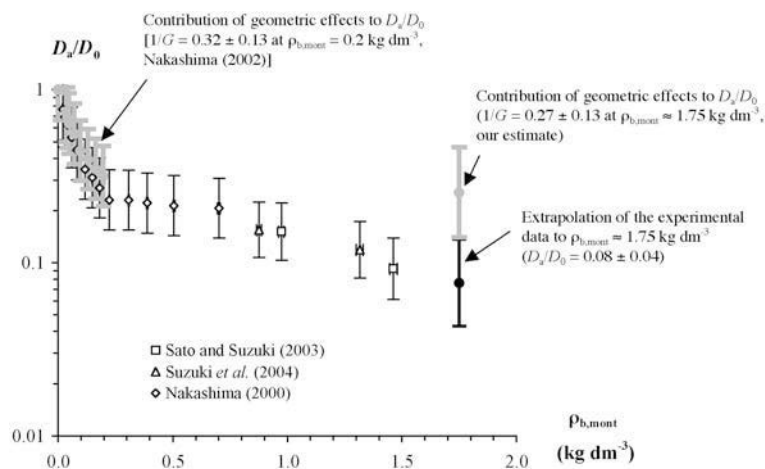 Contribution of geometric effects to Da/D0
[1/G = 0.32 ± 0.13 at ρb,mont = 0.2 kg dm-3,
Nakashima (2002)]
Da/D0
1
0.1
0.01
Contribution of geometric effects to Da/D0
(1/G = 0.27 ± 0.13 at ρb,mont ≈ 1.75 kg dm-3,
our estimate)
Extrapolation of the experimental
data to ρb,mont ≈ 1.75 kg dm-3
(Da/D0 = 0.08 ± 0.04)
Sato and Suzuki (2003)
Suzuki et al. (2004)
Nakashima (2000)
0.0 0.5 1.0 1.5 2.0
ρb,mont
(kg dm-3)